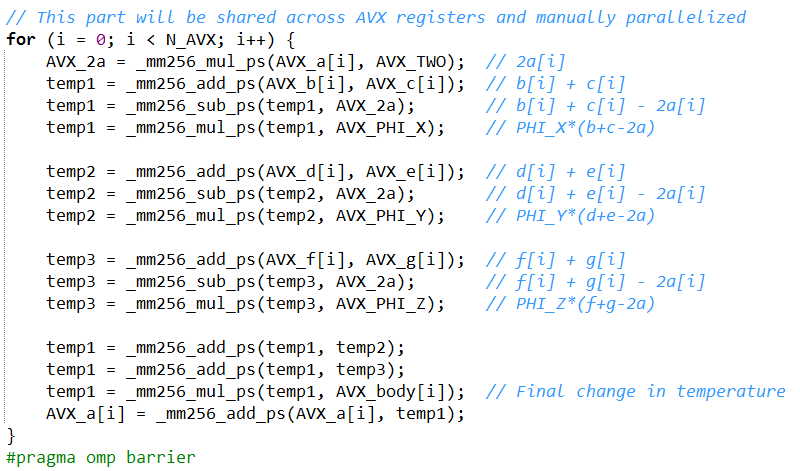 // This part will be shared across AVX registers and manually parallelized
for (i = 0; i < N_AVX; i++) {
    AVX_2a = _mm256_mul_ps(AVX_a[i], AVX_TWO);  // 2a[i]
    temp1 = _mm256_add_ps(AVX_b[i], AVX_c[i]);  // b[i] + c[i]
    temp1 = _mm256_sub_ps(temp1, AVX_2a);       // b[i] + c[i] - 2a[i]
    temp1 = _mm256_mul_ps(temp1, AVX_PHI_X);    // PHI_X*(b+c-2a)

    temp2 = _mm256_add_ps(AVX_d[i], AVX_e[i]);  // d[i] + e[i]
    temp2 = _mm256_sub_ps(temp2, AVX_2a);       // d[i] + e[i] - 2a[i]
    temp2 = _mm256_mul_ps(temp2, AVX_PHI_Y);    // PHI_Y*(d+e-2a)

    temp3 = _mm256_add_ps(AVX_f[i], AVX_g[i]);  // f[i] + g[i]
    temp3 = _mm256_sub_ps(temp3, AVX_2a);       // f[i] + g[i] - 2a[i]
    temp3 = _mm256_mul_ps(temp3, AVX_PHI_Z);    // PHI_Z*(f+g-2a)

    temp1 = _mm256_add_ps(temp1, temp2);
    temp1 = _mm256_add_ps(temp1, temp3);
    temp1 = _mm256_mul_ps(temp1, AVX_body[i]);  // Final change in temperature
    AVX_a[i] = _mm256_add_ps(AVX_a[i], temp1);
}
#pragma omp barrier